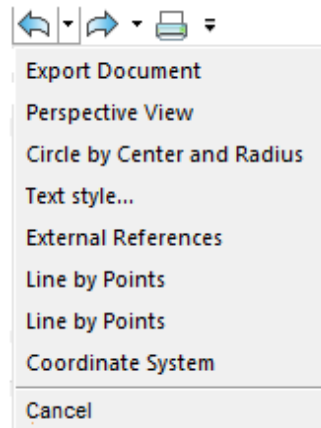 Export Document
Perspective View
Circle by Center and Radius
Text style...
External References
Line by Points
Line by Points
Coordinate System
Cancel